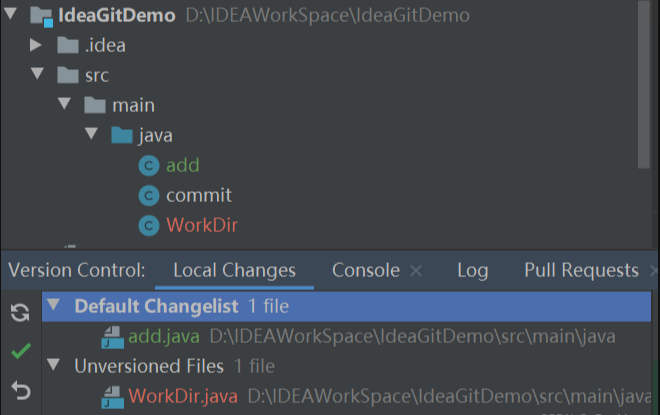 IdeaGitDemo D:\IDEAWorkSpace\IdeaGitDemo
.idea
src
main
java
add
commit
WorkDir
Version Control: Local Changes Console Log Pull Requests
Default Changelist 1 file
add.java D:\IDEAWorkSpace\IdeaGitDemo\src\main\java
Unversioned Files 1 file
WorkDir.java D:\IDEAWorkSpace\IdeaGitDemo\src\main\java